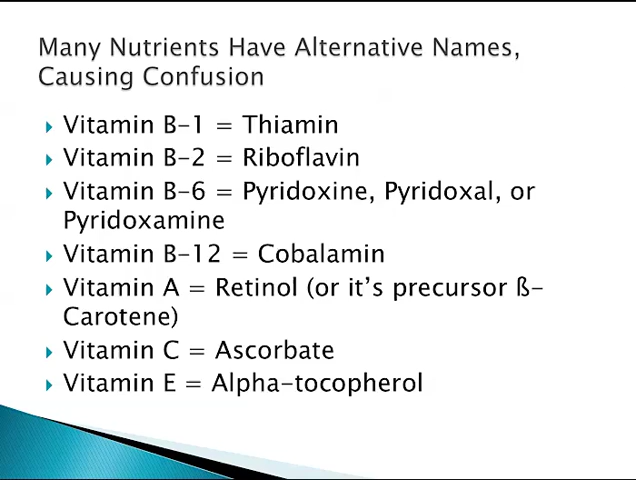 Many Nutrients Have Alternative Names,
Causing Confusion
Vitamin B-1 = Thiamin
Vitamin B-2 = Riboflavin
Vitamin B-6 = Pyridoxine, Pyridoxal, or
Pyridoxamine
Vitamin B-12 = Cobalamin
Vitamin A = Retinol (or it's precursor ß-
Carotene)
Vitamin C = Ascorbate
Vitamin E = Alpha-tocopherol